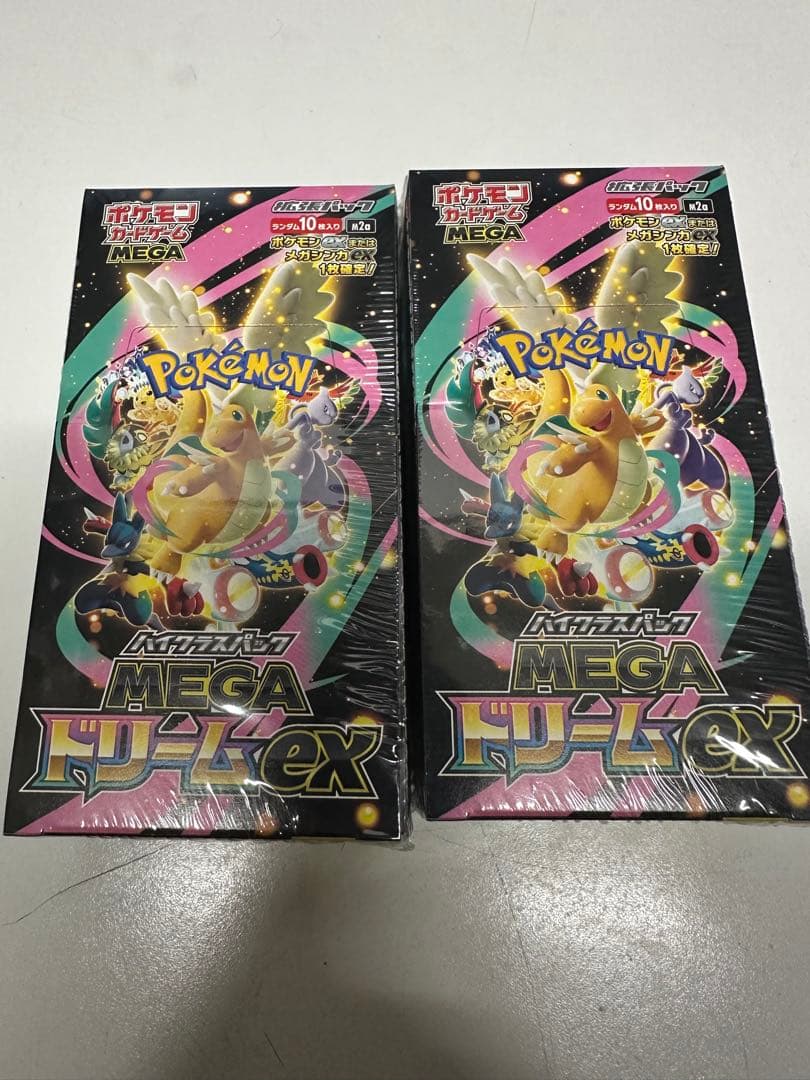 ポケモン
カードゲーム
MEGA
拡張パック
ランダム10枚入り M2a
ポケモンexまたは
メガシンカex
1枚確定!
POKéMON
ハイクラスパック
MEGA
ドリームex
ポケモン
カードゲーム
MEGA
拡張パック
ランダム10枚入り M2a
ポケモンexまたは
メガシンカex
1枚確定!
POKéMON
ハイクラスパック
MEGA
ドリームex